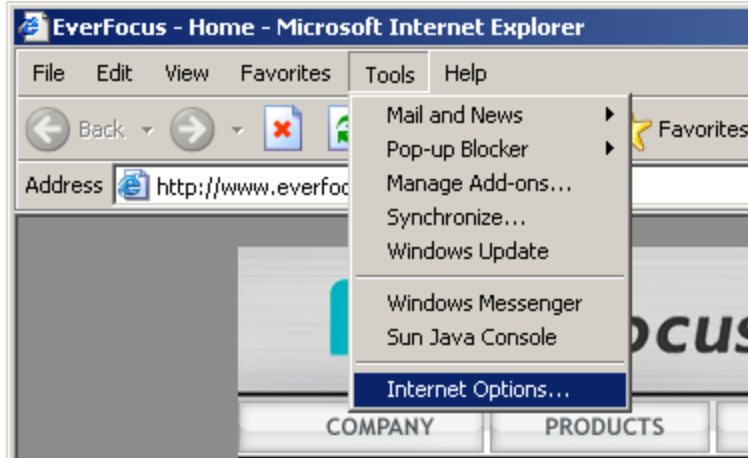 EverFocus - Home - Microsoft Internet Explorer
File Edit View Favorites Tools Help
Back Favorites
Address http://www.everfoc
Mail and News
Pop-up Blocker
Manage Add-ons...
Synchronize...
Windows Update
Windows Messenger
Sun Java Console
Internet Options...
ocus
COMPANY PRODUCTS